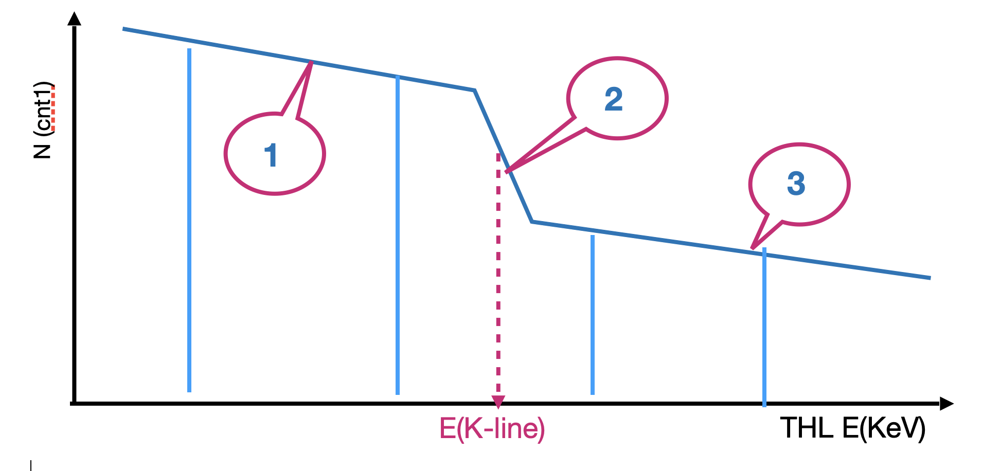 N (cnt1)
1
2
3
E(K-line)
THL E(KeV)